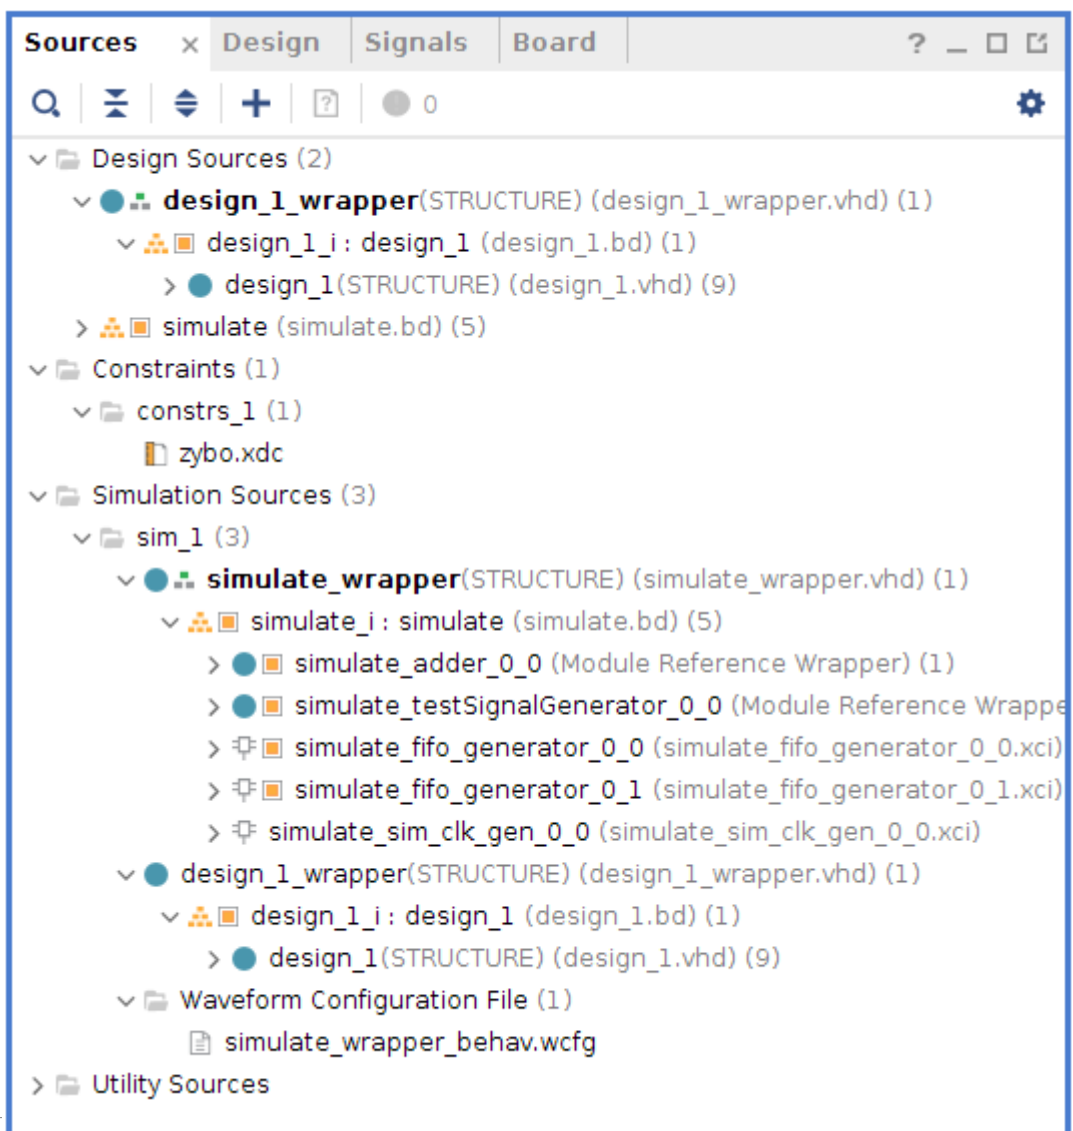 Sources × Design Signals Board ?
0
Design Sources (2)
design_1_wrapper(STRUCTURE) (design_1_wrapper.vhd) (1)
design_1_i : design_1 (design_1.bd) (1)
design_1(STRUCTURE) (design_1.vhd) (9)
simulate (simulate.bd) (5)
Constraints (1)
constrs_1 (1)
zybo.xdc
Simulation Sources (3)
sim_1 (3)
simulate_wrapper(STRUCTURE) (simulate_wrapper.vhd) (1)
simulate_i : simulate (simulate.bd) (5)
simulate_adder_0_0 (Module Reference Wrapper) (1)
simulate_testSignalGenerator_0_0 (Module Reference Wrappe
simulate_fifo_generator_0_0 (simulate_fifo_generator_0_0.xci)
simulate_fifo_generator_0_1 (simulate_fifo_generator_0_1.xci)
simulate_sim_clk_gen_0_0 (simulate_sim_clk_gen_0_0.xci)
design_1_wrapper(STRUCTURE) (design_1_wrapper.vhd) (1)
design_1_i : design_1 (design_1.bd) (1)
design_1(STRUCTURE) (design_1.vhd) (9)
Waveform Configuration File (1)
simulate_wrapper_behav.wcfg
Utility Sources